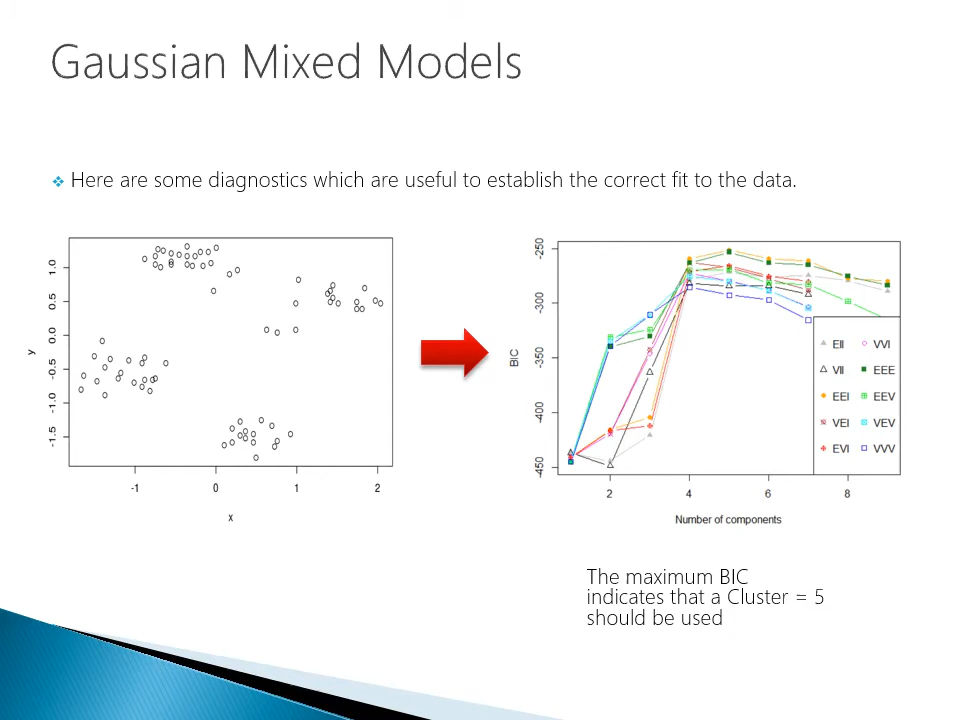 Gaussian Mixed Models
Here are some diagnostics which are useful to establish the correct fit to the data.
1.0
0.5
0.0
-0.5
-1.0
-1.5
y
-1 0 1 2
x
-250
-300
-350
-400
-450
BIC
EII VVI
VII EEE
EEI EEV
VEI VEV
EVI VVV
2 4 6 8
Number of components
The maximum BIC
indicates that a Cluster = 5
should be used